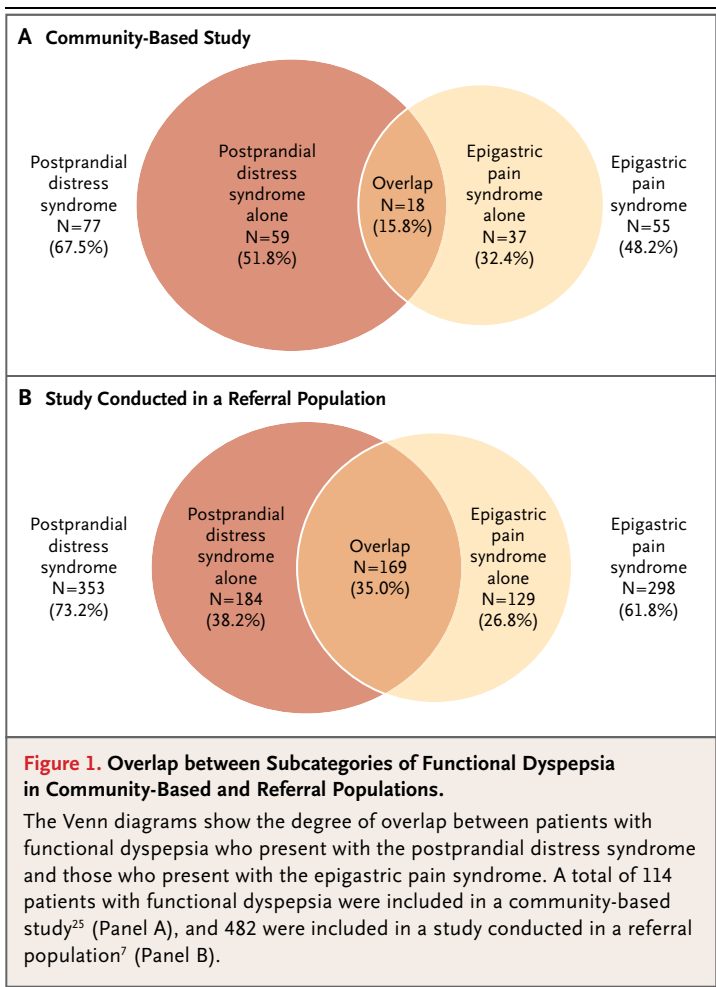 A Community-Based Study
Postprandial
distress
syndrome
N=77
(67.5%)
Postprandial
distress
syndrome
alone
N=59
(51.8%)
Overlap
N=18
(15.8%)
Epigastric
pain
syndrome
alone
N=37
(32.4%)
Epigastric
pain
syndrome
N=55
(48.2%)
B Study Conducted in a Referral Population
Postprandial
distress
syndrome
N=353
(73.2%)
Postprandial
distress
syndrome
alone
N=184
(38.2%)
Overlap
N=169
(35.0%)
Epigastric
pain
syndrome
alone
N=129
(26.8%)
Epigastric
pain
syndrome
N=298
(61.8%)
Figure 1. Overlap between Subcategories of Functional Dyspepsia
in Community-Based and Referral Populations.
The Venn diagrams show the degree of overlap between patients with
functional dyspepsia who present with the postprandial distress syndrome
and those who present with the epigastric pain syndrome. A total of 114
patients with functional dyspepsia were included in a community-based
study25 (Panel A), and 482 were included in a study conducted in a referral
population7 (Panel B).